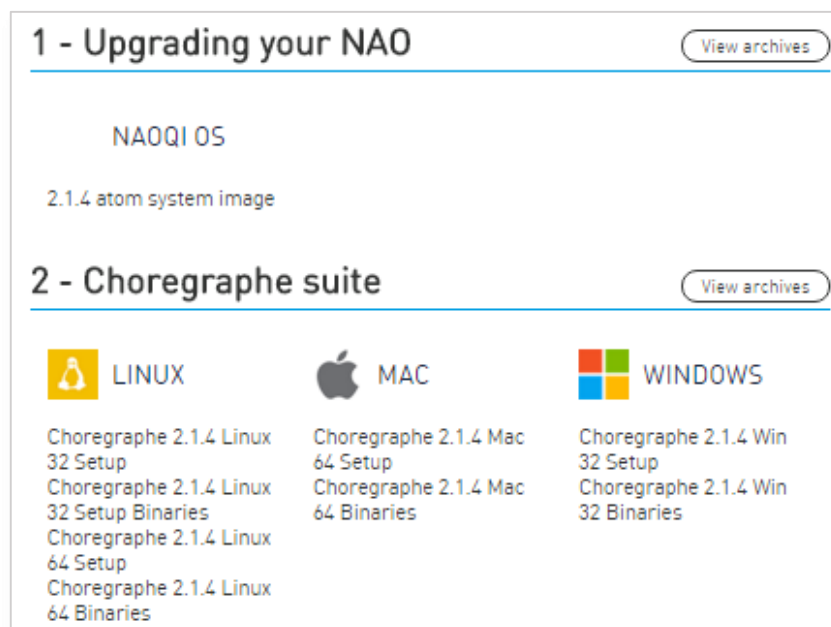 1 - Upgrading your NAO
View archives
NAOQI OS
2.1.4 atom system image
2 - Choregraphe suite
View archives
LINUX
Choregraphe 2.1.4 Linux
32 Setup
Choregraphe 2.1.4 Linux
32 Setup Binaries
Choregraphe 2.1.4 Linux
64 Setup
Choregraphe 2.1.4 Linux
64 Binaries
MAC
Choregraphe 2.1.4 Mac
64 Setup
Choregraphe 2.1.4 Mac
64 Binaries
WINDOWS
Choregraphe 2.1.4 Win
32 Setup
Choregraphe 2.1.4 Win
32 Binaries